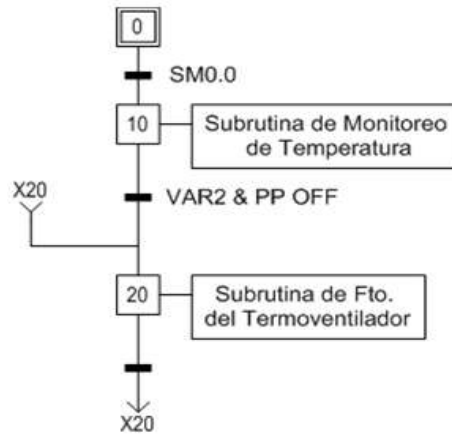 0
SM0.0
10
Subrutina de Monitoreo
de Temperatura
VAR2 & PP OFF
X20
20
Subrutina de Fto.
del Termoventilador
X20